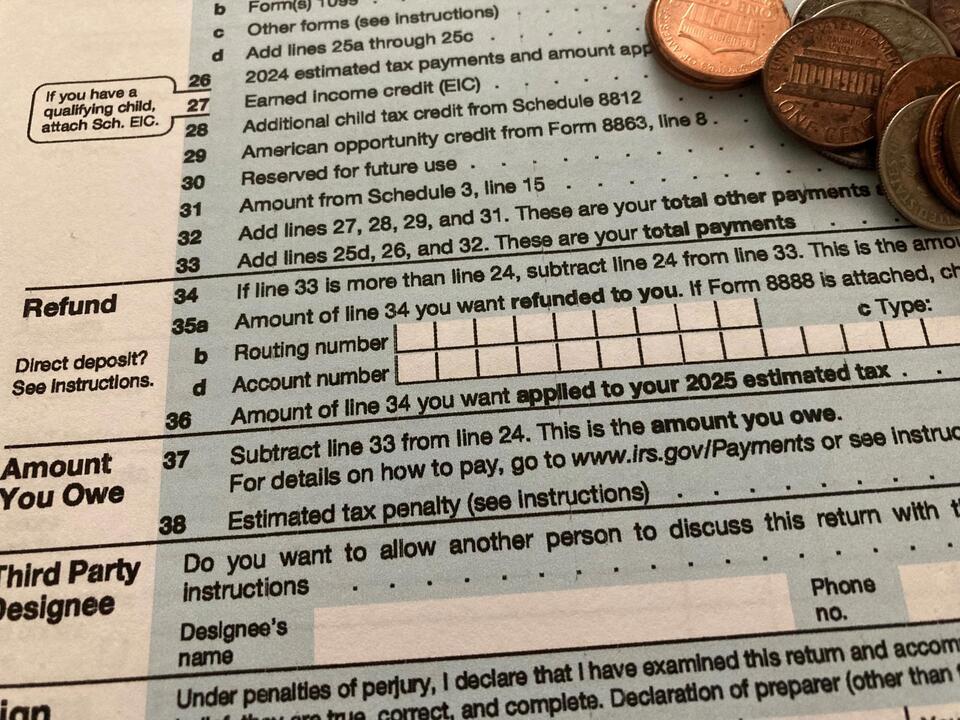 b Form(s) 1099
c Other forms (see instructions)
d Add lines 25a through 25c
26 2024 estimated tax payments and amount app
If you have a qualifying child, attach Sch. EIC.
27 Earned income credit (EIC)
28 Additional child tax credit from Schedule 8812
29 American opportunity credit from Form 8863, line 8
30 Reserved for future use
31 Amount from Schedule 3, line 15
32 Add lines 27, 28, 29, and 31. These are your total other payments
33 Add lines 25d, 26, and 32. These are your total payments
Refund
34 If line 33 is more than line 24, subtract line 24 from line 33. This is the amou
35a Amount of line 34 you want refunded to you. If Form 8888 is attached, ch
Direct deposit?
See instructions.
b Routing number c Type:
d Account number
36 Amount of line 34 you want applied to your 2025 estimated tax
Amount
You Owe
37 Subtract line 33 from line 24. This is the amount you owe.
For details on how to pay, go to www.irs.gov/Payments or see instruc
38 Estimated tax penalty (see instructions)
Third Party
Designee
Do you want to allow another person to discuss this return with t
instructions
Designee's
name
Phone
no.
Under penalties of perjury, I declare that I have examined this return and accom
they are true, correct, and complete. Declaration of preparer (other than
ONE CENT